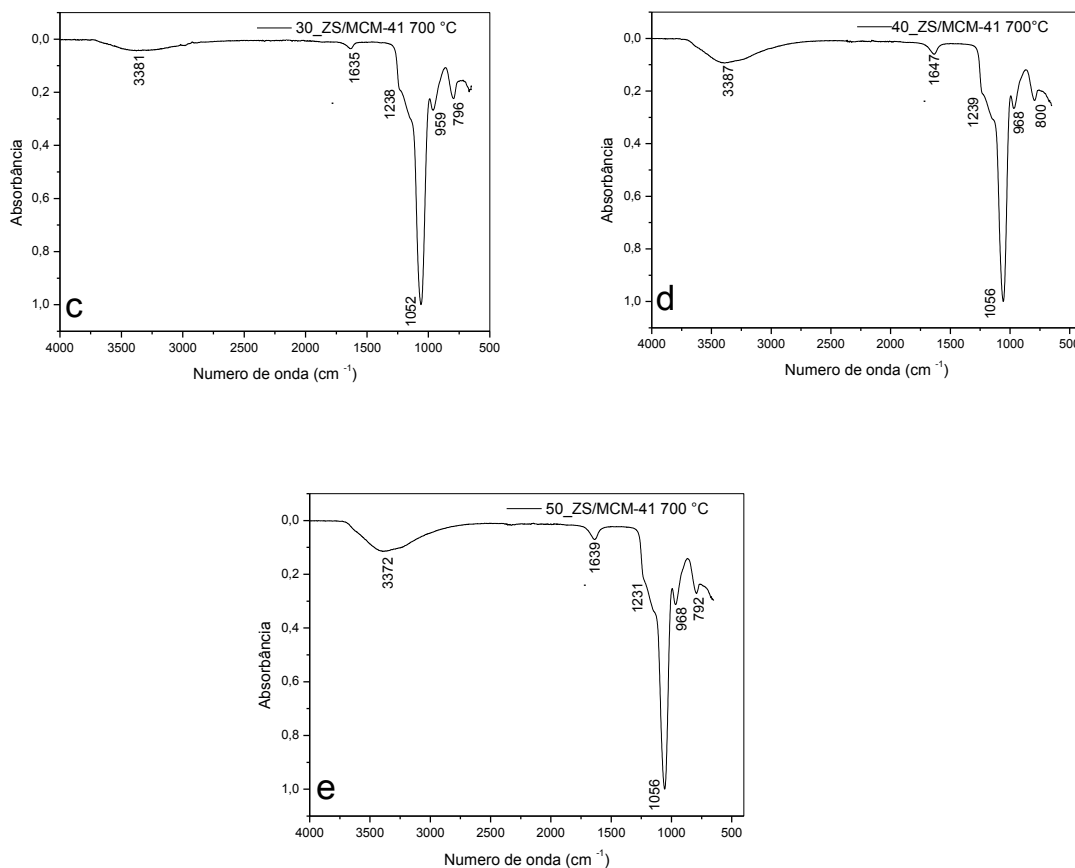 30_ZS/MCM-41 700 °C
0,0
0,2
0,4
0,6
0,8
1,0
Absorbância
3381
1635
1238
1052
959
796
c
4000 3500 3000 2500 2000 1500 1000 500
Numero de onda (cm -1)
40_ZS/MCM-41 700°C
0,0
0,2
0,4
0,6
0,8
1,0
Absorbância
3387
1647
1239
1056
968
800
d
4000 3500 3000 2500 2000 1500 1000 500
Numero de onda (cm -1)
50_ZS/MCM-41 700 °C
0,0
0,2
0,4
0,6
0,8
1,0
Absorbância
3372
1639
1231
1056
968
792
e
4000 3500 3000 2500 2000 1500 1000 500
Numero de onda (cm -1)